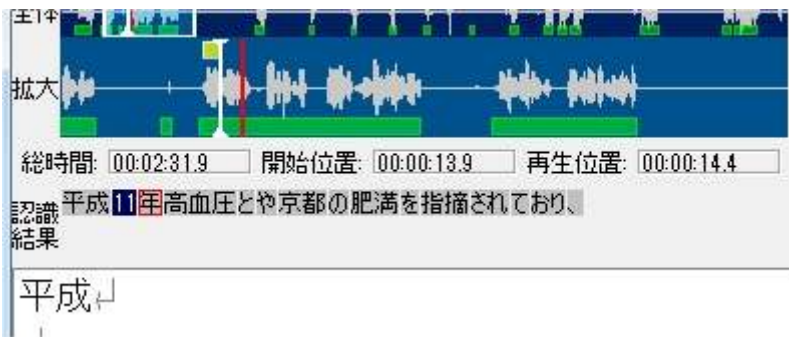 全体
拡大
総時間: 00:02:31.9 開始位置: 00:00:13.9 再生位置: 00:00:14.4
認識結果
平成11年高血圧とや京都の肥満を指摘されており、
平成↵